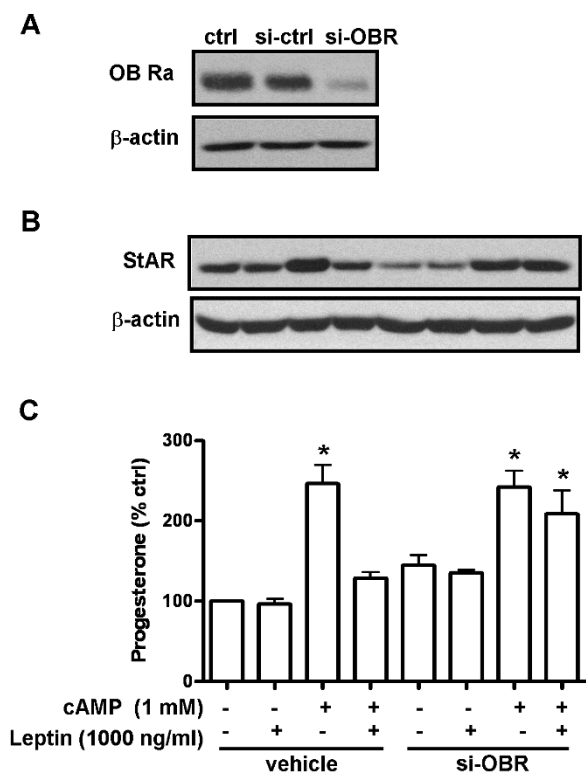 A
ctrl si-ctrl si-OBR
OB Ra
β-actin
B
StAR
β-actin
C
Progesterone (% ctrl)
300
200
100
0
* * *
cAMP (1 mM) - - + + - - + +
Leptin (1000 ng/ml) - + - + - + - +
vehicle si-OBR